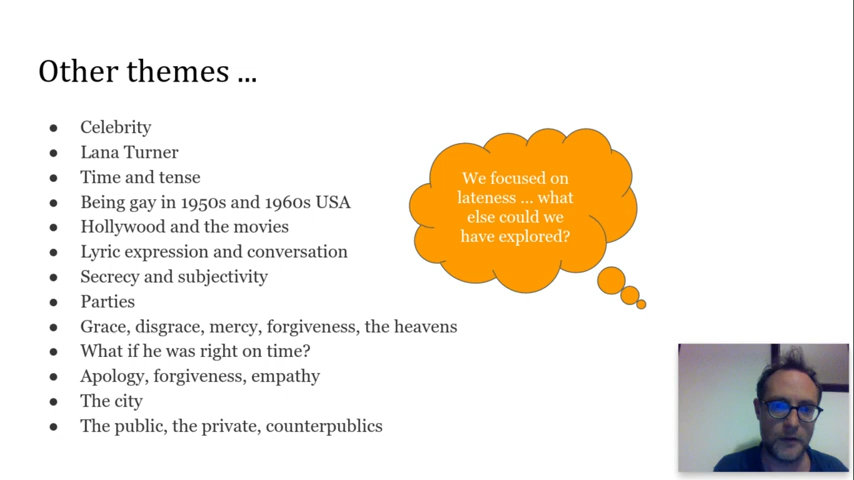 Other themes ...
Celebrity
Lana Turner
Time and tense
Being gay in 1950s and 1960s USA
Hollywood and the movies
Lyric expression and conversation
Secrecy and subjectivity
Parties
Grace, disgrace, mercy, forgiveness, the heavens
What if he was right on time?
Apology, forgiveness, empathy
The city
The public, the private, counterpublics
We focused on
lateness ... what
else could we
have explored?